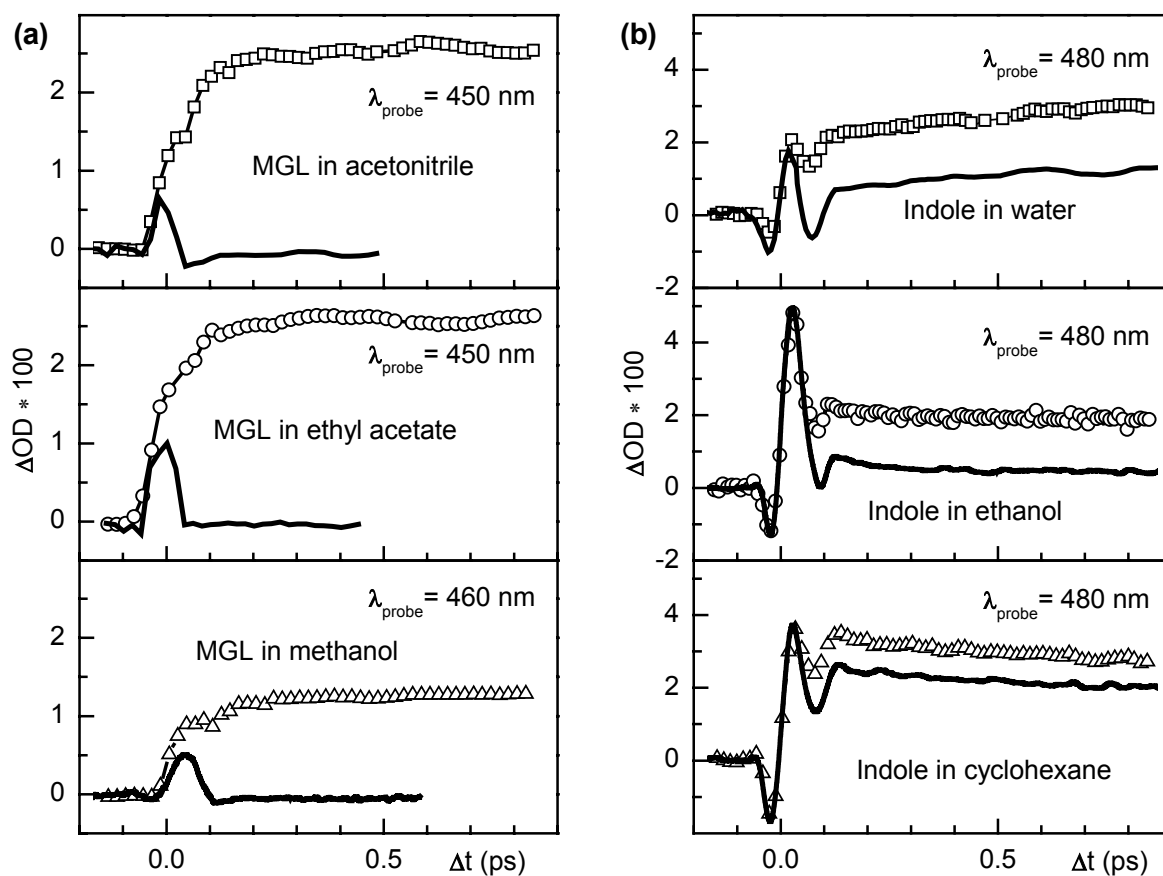 (a)
λprobe = 450 nm
MGL in acetonitrile
2
1
0
λprobe = 450 nm
MGL in ethyl acetate
2
1
0
ΔOD * 100
λprobe = 460 nm
MGL in methanol
2
1
0
0.0 0.5 Δt (ps)
(b)
λprobe = 480 nm
Indole in water
4
2
0
-2
λprobe = 480 nm
Indole in ethanol
4
2
0
-2
ΔOD * 100
λprobe = 480 nm
Indole in cyclohexane
4
2
0
0.0 0.5 Δt (ps)